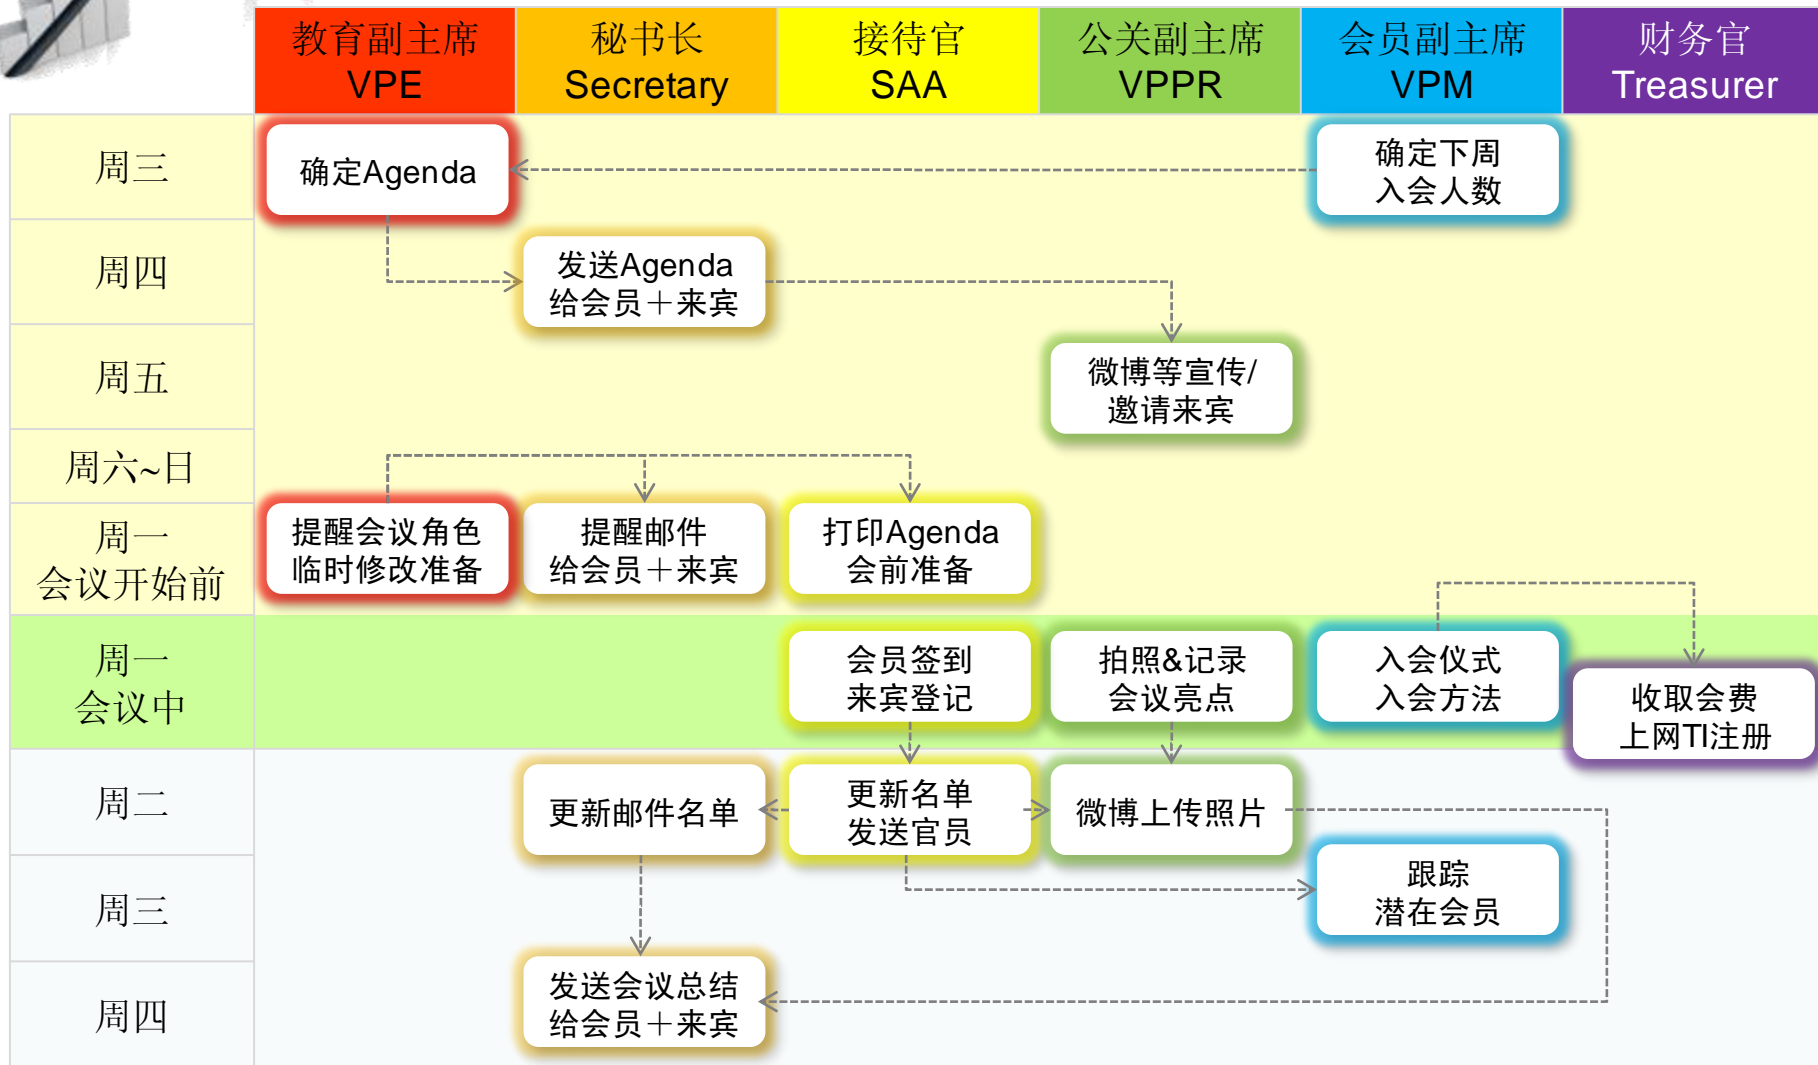 教育副主席
VPE
秘书长
Secretary
接待官
SAA
公关副主席
VPPR
会员副主席
VPM
财务官
Treasurer
周三
确定Agenda
确定下周
入会人数
周四
发送Agenda
给会员＋来宾
周五
微博等宣传/
邀请来宾
周六~日
周一
会议开始前
提醒会议角色
临时修改准备
提醒邮件
给会员＋来宾
打印Agenda
会前准备
周一
会议中
会员签到
来宾登记
拍照&记录
会议亮点
入会仪式
入会方法
收取会费
上网TI注册
周二
更新邮件名单
更新名单
发送官员
微博上传照片
周三
跟踪
潜在会员
周四
发送会议总结
给会员＋来宾